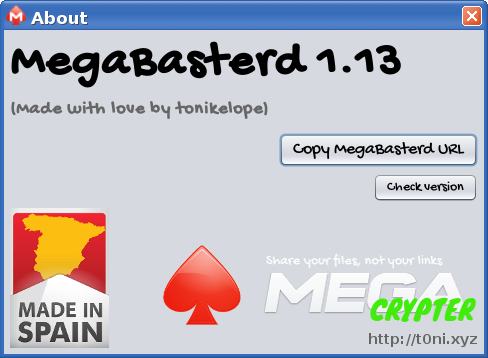 About
MegaBasterd 1.13
(Made with love by tonikelope)
Copy MegaBasterd URL
Check version
Share your files, not your links
MEGA
CRYPTER
MADE IN
SPAIN
http://t0ni.xyz